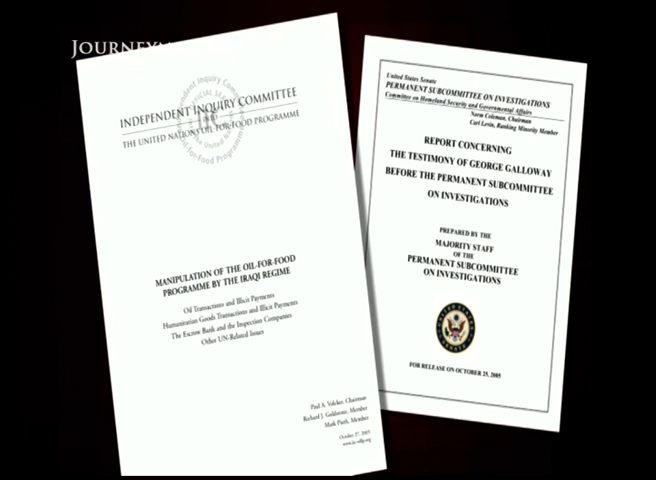 INDEPENDENT INQUIRY COMMITTEE
THE UNITED NATIONS OIL-FOR-FOOD PROGRAMME
MANIPULATION OF THE OIL-FOR-FOOD
PROGRAMME BY THE IRAQI REGIME
Oil Transactions and Illicit Payments
Humanitarian Goods Transactions and Illicit Payments
The Escrow Bank and the Inspection Companies
Other UN-Related Issues
Paul A. Volcker, Chairman
Richard J. Goldstone, Member
Mark Pieth, Member
October 27, 2005
www.iic-offp.org
United States Senate
PERMANENT SUBCOMMITTEE ON INVESTIGATIONS
Committee on Homeland Security and Governmental Affairs
Norm Coleman, Chairman
Carl Levin, Ranking Minority Member
REPORT CONCERNING
THE TESTIMONY OF GEORGE GALLOWAY
BEFORE THE PERMANENT SUBCOMMITTEE
ON INVESTIGATIONS
PREPARED BY THE
MAJORITY STAFF
OF THE
PERMANENT SUBCOMMITTEE
ON INVESTIGATIONS
FOR RELEASE ON OCTOBER 25, 2005